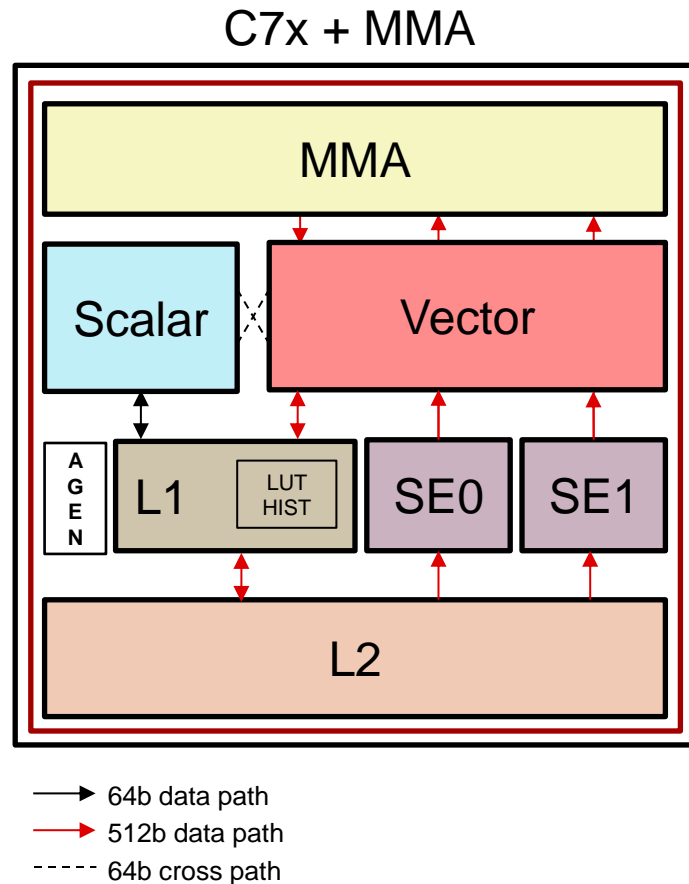 C7x + MMA
MMA
Scalar
Vector
A
G
E
N
L1
LUT
HIST
SE0
SE1
L2
64b data path
512b data path
64b cross path